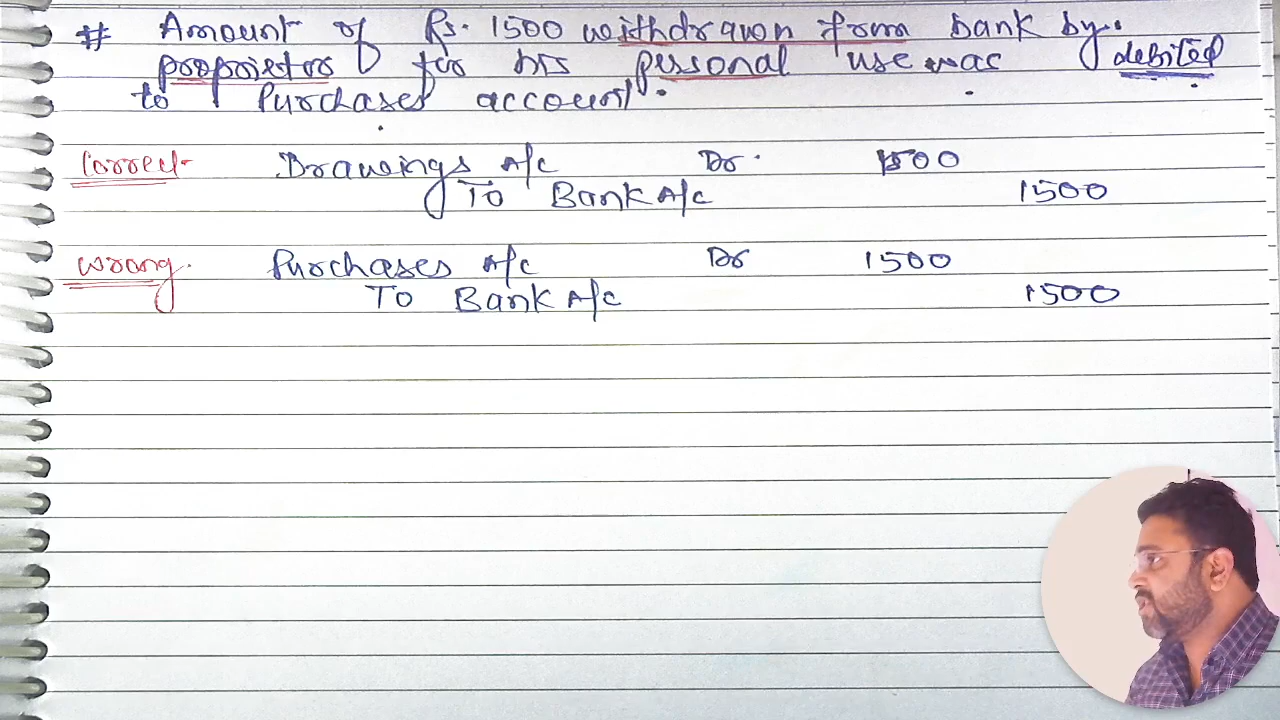 # Amount of Rs. 1500 withdrawn from bank by
proprietor for his personal use was debited
to Purchases account.
Correct- Drawings A/c Dr. 1500
To Bank A/c 1500
Wrong. Purchases A/c Dr 1500
To Bank A/c 1500